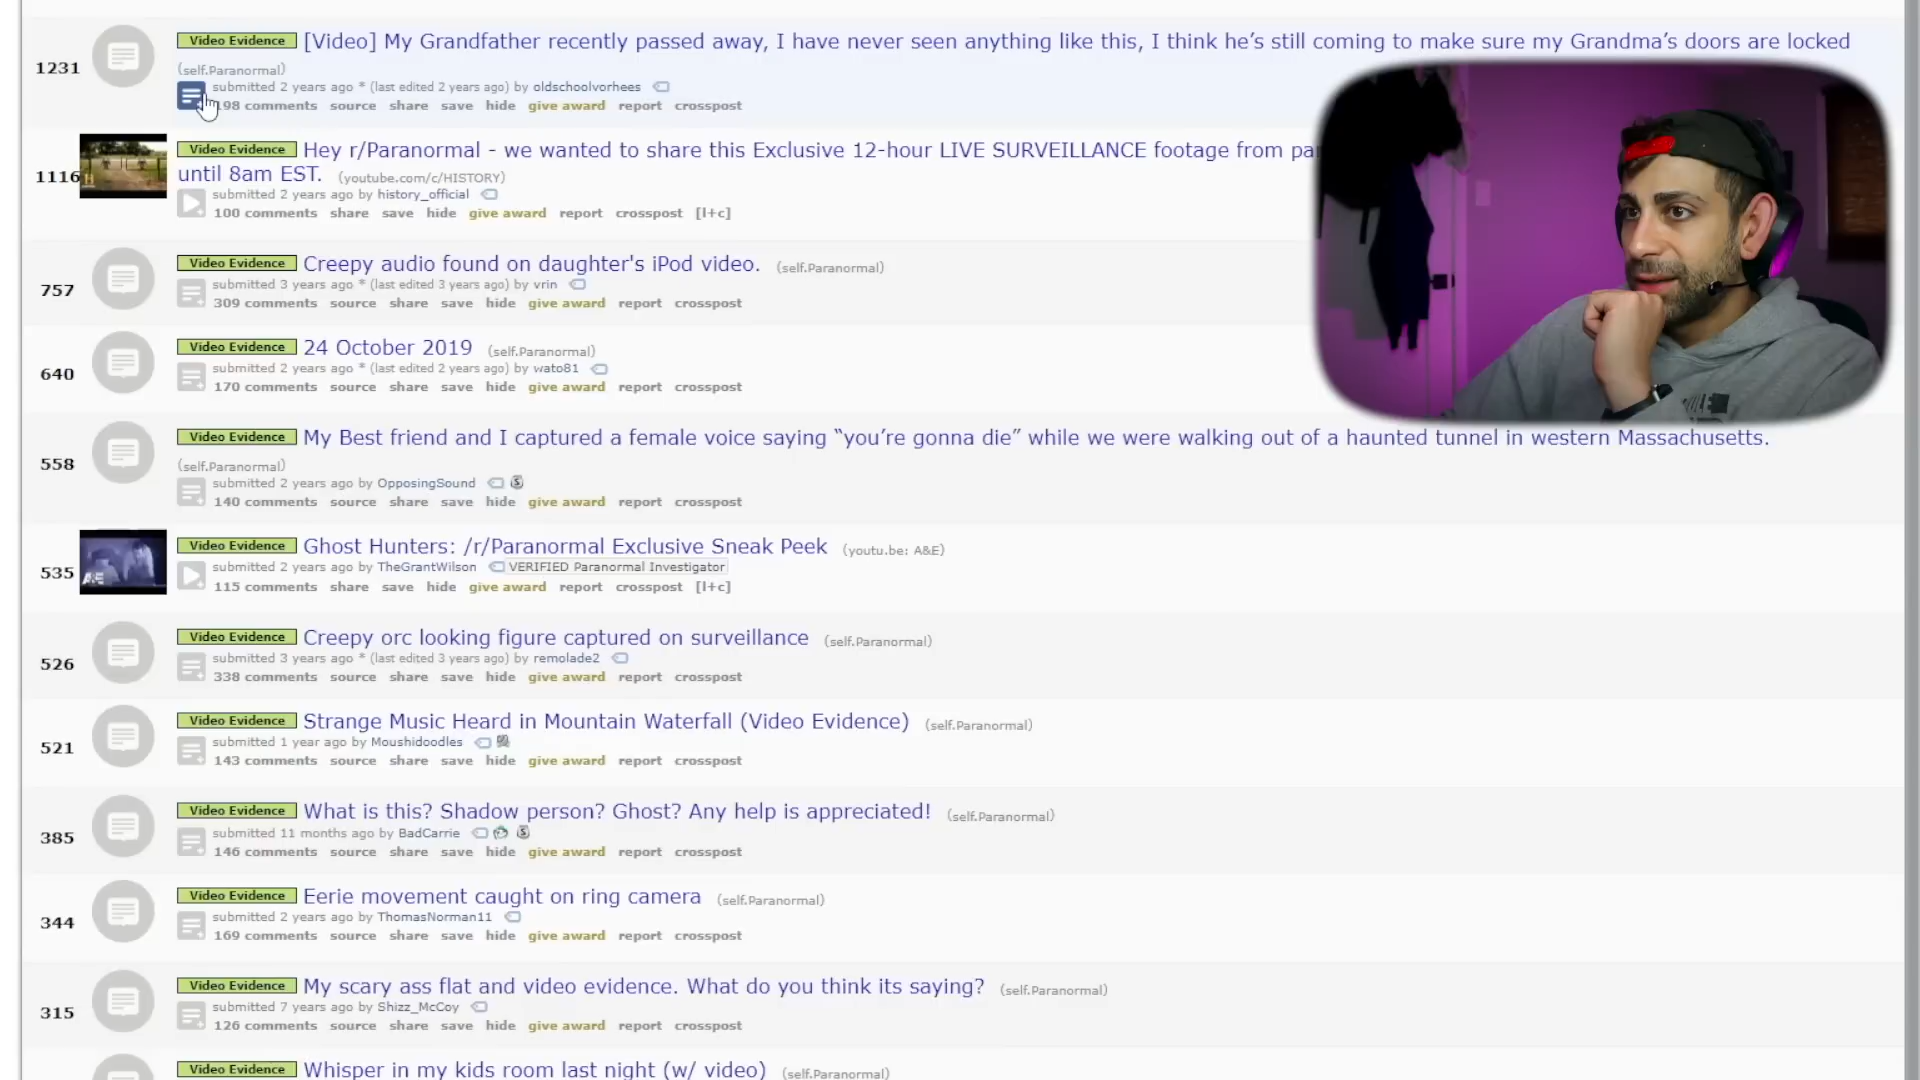 1231
Video Evidence [Video] My Grandfather recently passed away, I have never seen anything like this, I think he’s still coming to make sure my Grandma’s doors are locked
(self.Paranormal)
submitted 2 years ago * (last edited 2 years ago) by oldschoolvorhees
198 comments source share save hide give award report crosspost
1116
Video Evidence Hey r/Paranormal - we wanted to share this Exclusive 12-hour LIVE SURVEILLANCE footage from
until 8am EST. (youtube.com/c/HISTORY)
submitted 2 years ago by history_official
100 comments share save hide give award report crosspost [l+c]
757
Video Evidence Creepy audio found on daughter's iPod video. (self.Paranormal)
submitted 3 years ago * (last edited 3 years ago) by vrin
309 comments source share save hide give award report crosspost
640
Video Evidence 24 October 2019 (self.Paranormal)
submitted 2 years ago * (last edited 2 years ago) by wato81
170 comments source share save hide give award report crosspost
558
Video Evidence My Best friend and I captured a female voice saying “you’re gonna die” while we were walking out of a haunted tunnel in western Massachusetts.
(self.Paranormal)
submitted 2 years ago by OpposingSound
140 comments source share save hide give award report crosspost
535
A&E
Video Evidence Ghost Hunters: /r/Paranormal Exclusive Sneak Peek (youtu.be: A&E)
submitted 2 years ago by TheGrantWilson VERIFIED Paranormal Investigator
115 comments share save hide give award report crosspost [l+c]
526
Video Evidence Creepy orc looking figure captured on surveillance (self.Paranormal)
submitted 3 years ago * (last edited 3 years ago) by remolade2
338 comments source share save hide give award report crosspost
521
Video Evidence Strange Music Heard in Mountain Waterfall (Video Evidence) (self.Paranormal)
submitted 1 year ago by Moushidoodles
143 comments source share save hide give award report crosspost
385
Video Evidence What is this? Shadow person? Ghost? Any help is appreciated! (self.Paranormal)
submitted 11 months ago by BadCarrie
146 comments source share save hide give award report crosspost
344
Video Evidence Eerie movement caught on ring camera (self.Paranormal)
submitted 2 years ago by ThomasNorman11
169 comments source share save hide give award report crosspost
315
Video Evidence My scary ass flat and video evidence. What do you think its saying? (self.Paranormal)
submitted 7 years ago by Shizz_McCoy
126 comments source share save hide give award report crosspost
Video Evidence Whisper in my kids room last night (w/ video) (self.Paranormal)